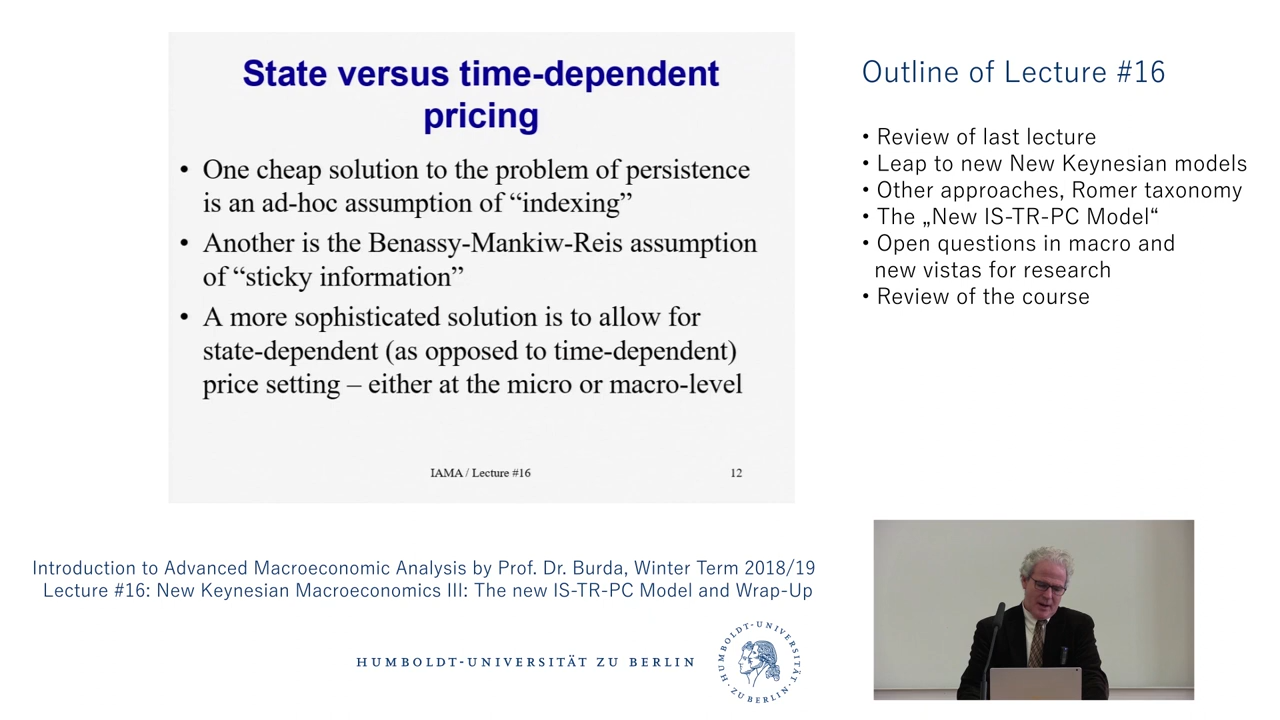 State versus time-dependent
pricing
• One cheap solution to the problem of persistence
is an ad-hoc assumption of “indexing”
• Another is the Benassy-Mankiw-Reis assumption
of “sticky information”
• A more sophisticated solution is to allow for
state-dependent (as opposed to time-dependent)
price setting – either at the micro or macro-level
IAMA / Lecture #16
12
Outline of Lecture #16
• Review of last lecture
• Leap to new New Keynesian models
• Other approaches, Romer taxonomy
• The „New IS-TR-PC Model“
• Open questions in macro and
new vistas for research
• Review of the course
Introduction to Advanced Macroeconomic Analysis by Prof. Dr. Burda, Winter Term 2018/19
Lecture #16: New Keynesian Macroeconomics III: The new IS-TR-PC Model and Wrap-Up
HUMBOLDT-UNIVERSITÄT ZU BERLIN
HUMBOLDT-UNIVERSITÄT · ZU BERLIN ·